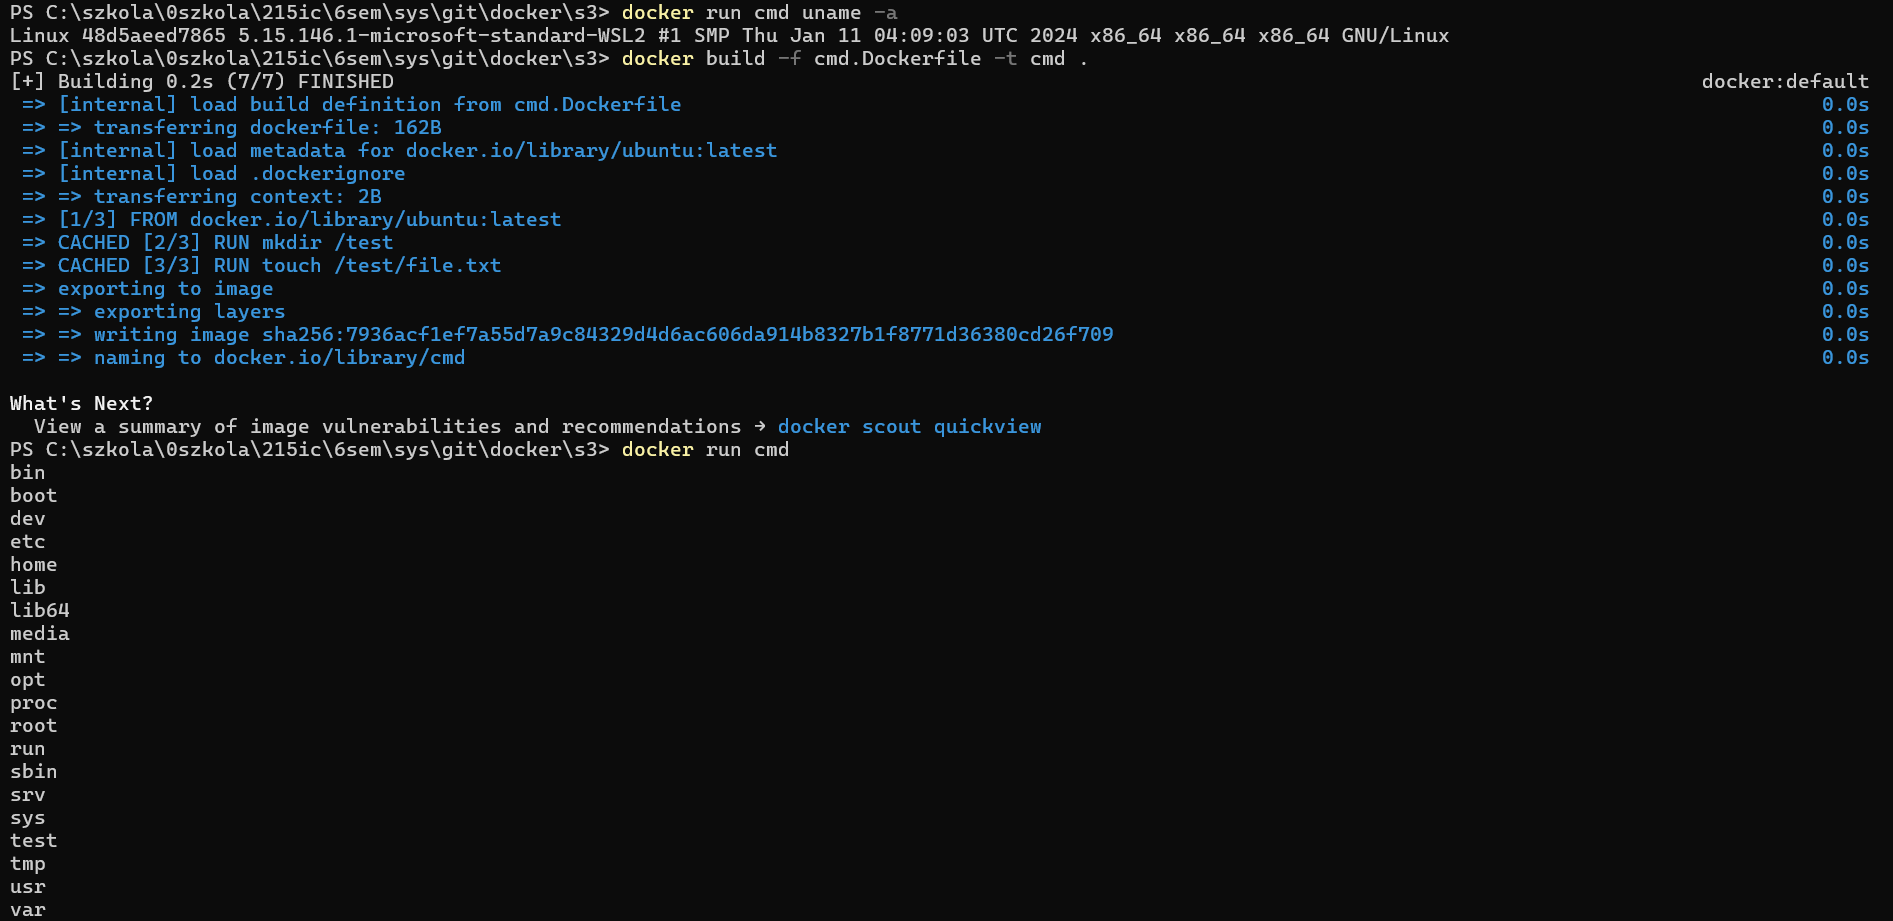 PS C:\szkola\0szkola\215ic\6sem\sys\git\docker\s3> docker run cmd uname -a
Linux 48d5aeed7865 5.15.146.1-microsoft-standard-WSL2 #1 SMP Thu Jan 11 04:09:03 UTC 2024 x86_64 x86_64 x86_64 GNU/Linux
PS C:\szkola\0szkola\215ic\6sem\sys\git\docker\s3> docker build -f cmd.Dockerfile -t cmd .
[+] Building 0.2s (7/7) FINISHED docker:default
=> [internal] load build definition from cmd.Dockerfile 0.0s
=> => transferring dockerfile: 162B 0.0s
=> [internal] load metadata for docker.io/library/ubuntu:latest 0.0s
=> [internal] load .dockerignore 0.0s
=> => transferring context: 2B 0.0s
=> [1/3] FROM docker.io/library/ubuntu:latest 0.0s
=> CACHED [2/3] RUN mkdir /test 0.0s
=> CACHED [3/3] RUN touch /test/file.txt 0.0s
=> exporting to image 0.0s
=> => exporting layers 0.0s
=> => writing image sha256:7936acf1ef7a55d7a9c84329d4d6ac606da914b8327b1f8771d36380cd26f709 0.0s
=> => naming to docker.io/library/cmd 0.0s
What's Next?
View a summary of image vulnerabilities and recommendations → docker scout quickview
PS C:\szkola\0szkola\215ic\6sem\sys\git\docker\s3> docker run cmd
bin
boot
dev
etc
home
lib
lib64
media
mnt
opt
proc
root
run
sbin
srv
sys
test
tmp
usr
var